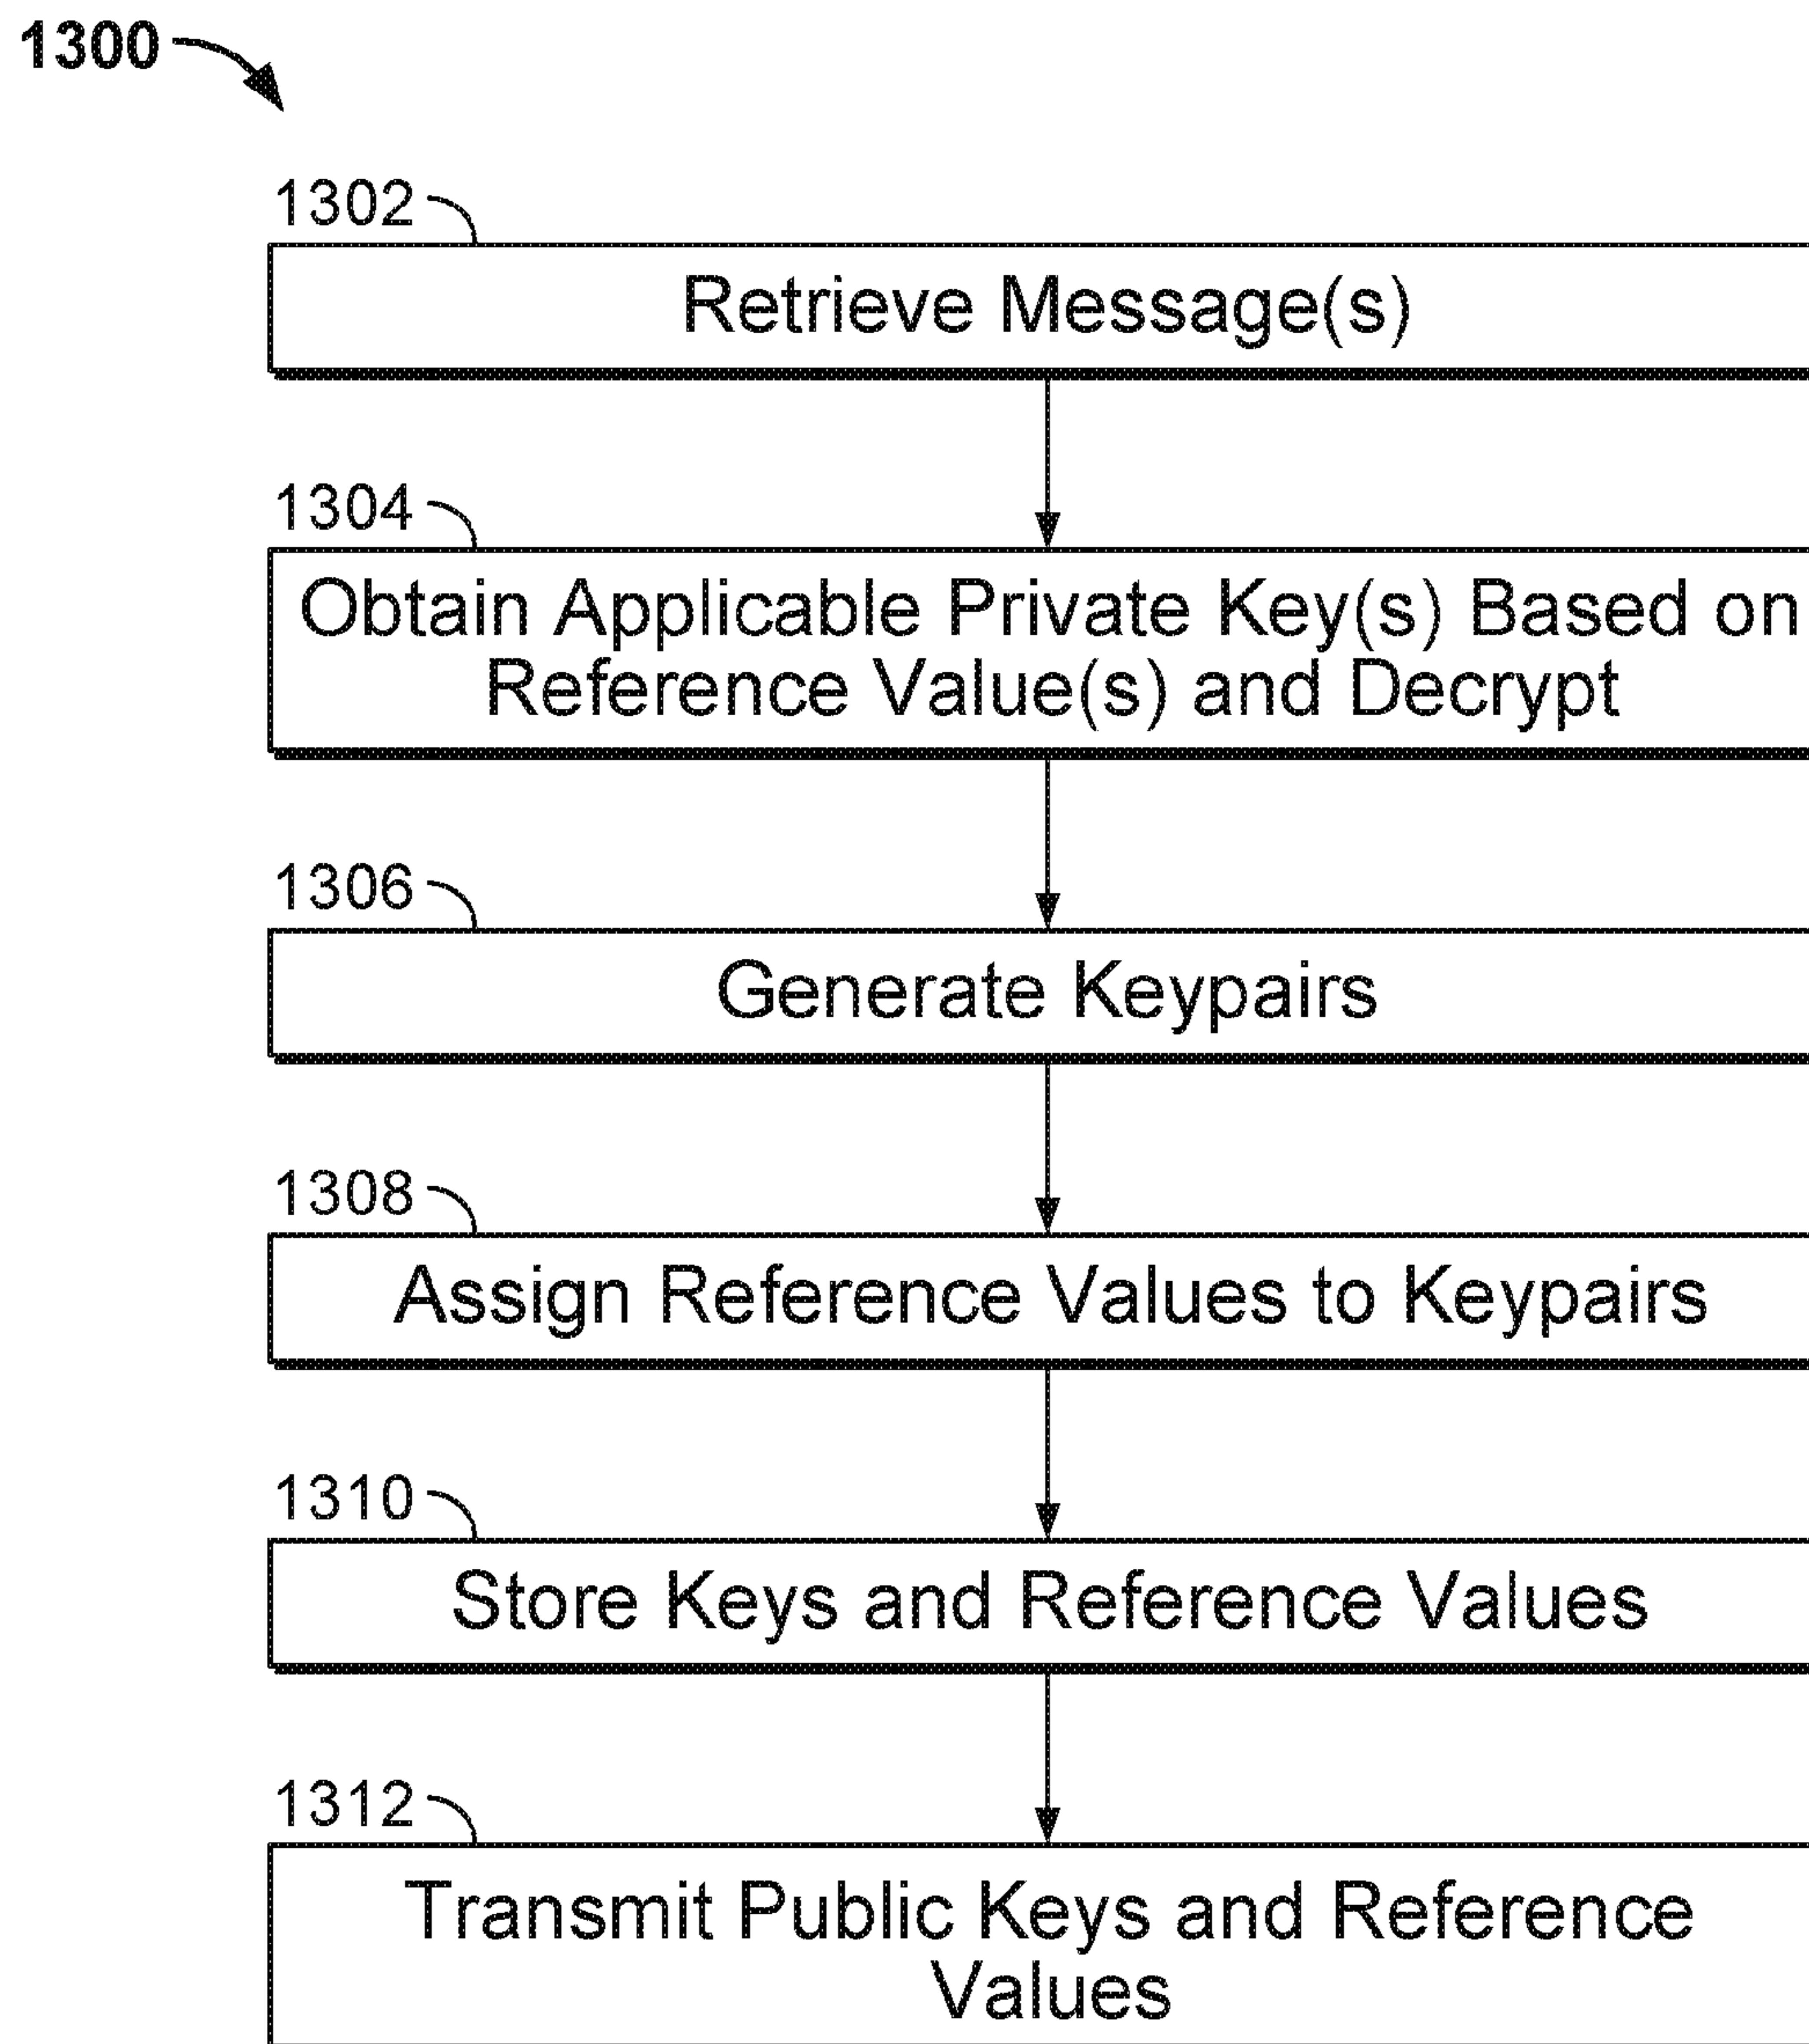 1300
1302
Retrieve Message(s)
1304
Obtain Applicable Private Key(s) Based on
Reference Value(s) and Decrypt
1306
Generate Keypairs
1308
Assign Reference Values to Keypairs
1310
Store Keys and Reference Values
1312
Transmit Public Keys and Reference
Values